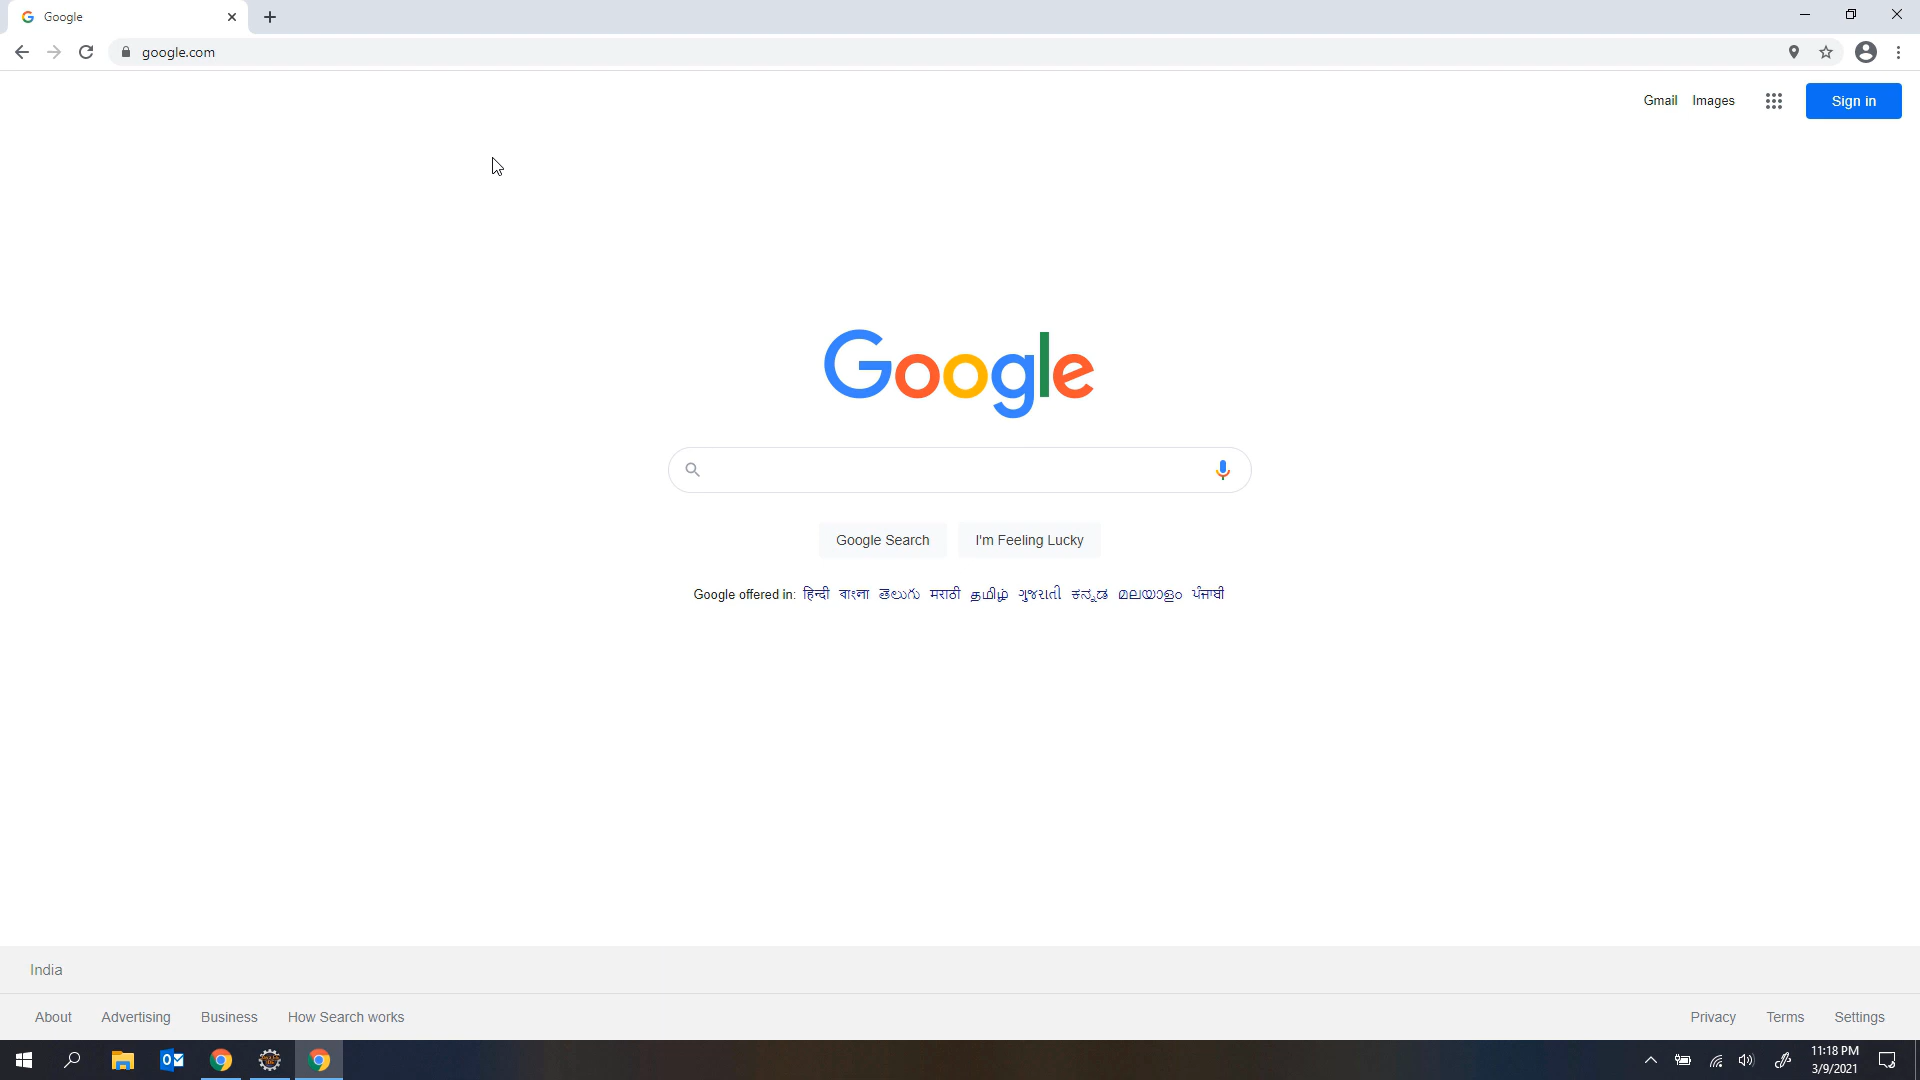 Google
google.com
Gmail Images Sign in
Google
Google Search I'm Feeling Lucky
Google offered in: हिन्दी বাংলা తెలుగు मराठी தமிழ் ગુજરાતી ಕನ್ನಡ മലയാളം ਪੰਜਾਬੀ
India
About Advertising Business How Search works Privacy Terms Settings
11:18 PM
3/9/2021